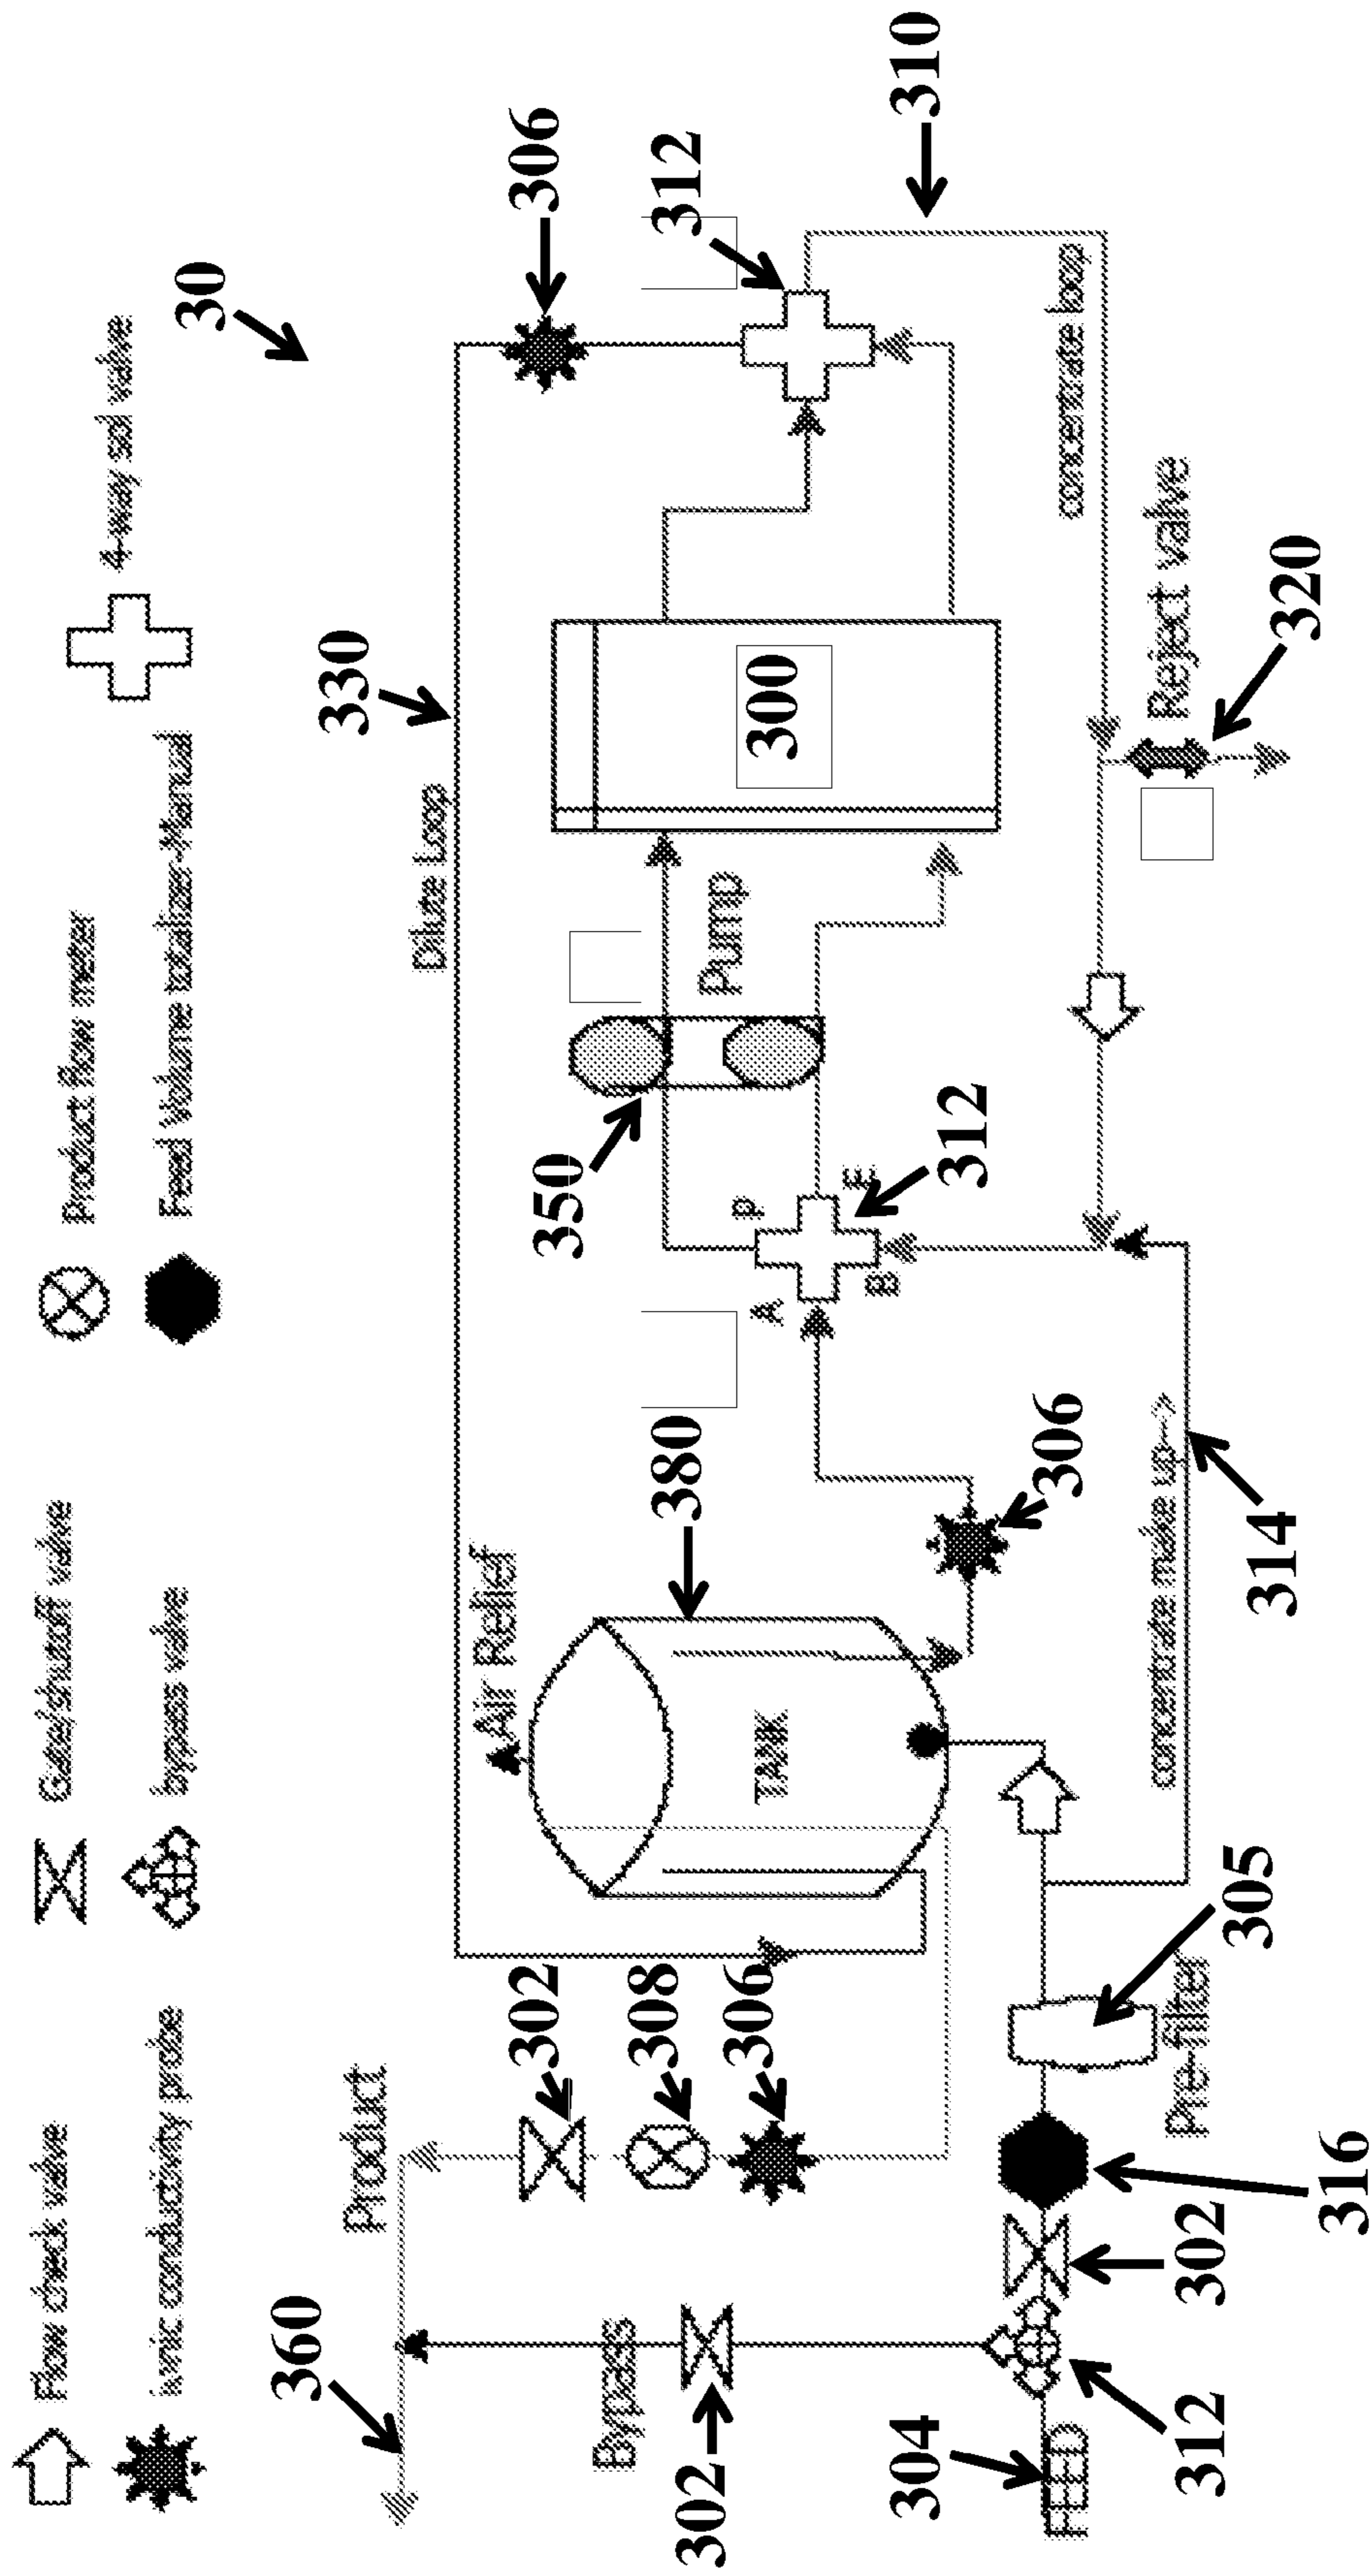 Flow check valve
Gate/shutoff valve
Product flow meter
4-way sol valve
Ionic conductivity probe
bypass valve
Feed Volume totalizer-Manual
30
330
Dilute Loop
306
360
Product
Air Relief
350
Pump
312
302
308
306
Bypass
302
TANK
380
A
P
B
E
312
300
310
concentrate loop
306
FEED
304
312
302
316
Pre-filter
305
concentrate make up-->
314
Reject valve
320